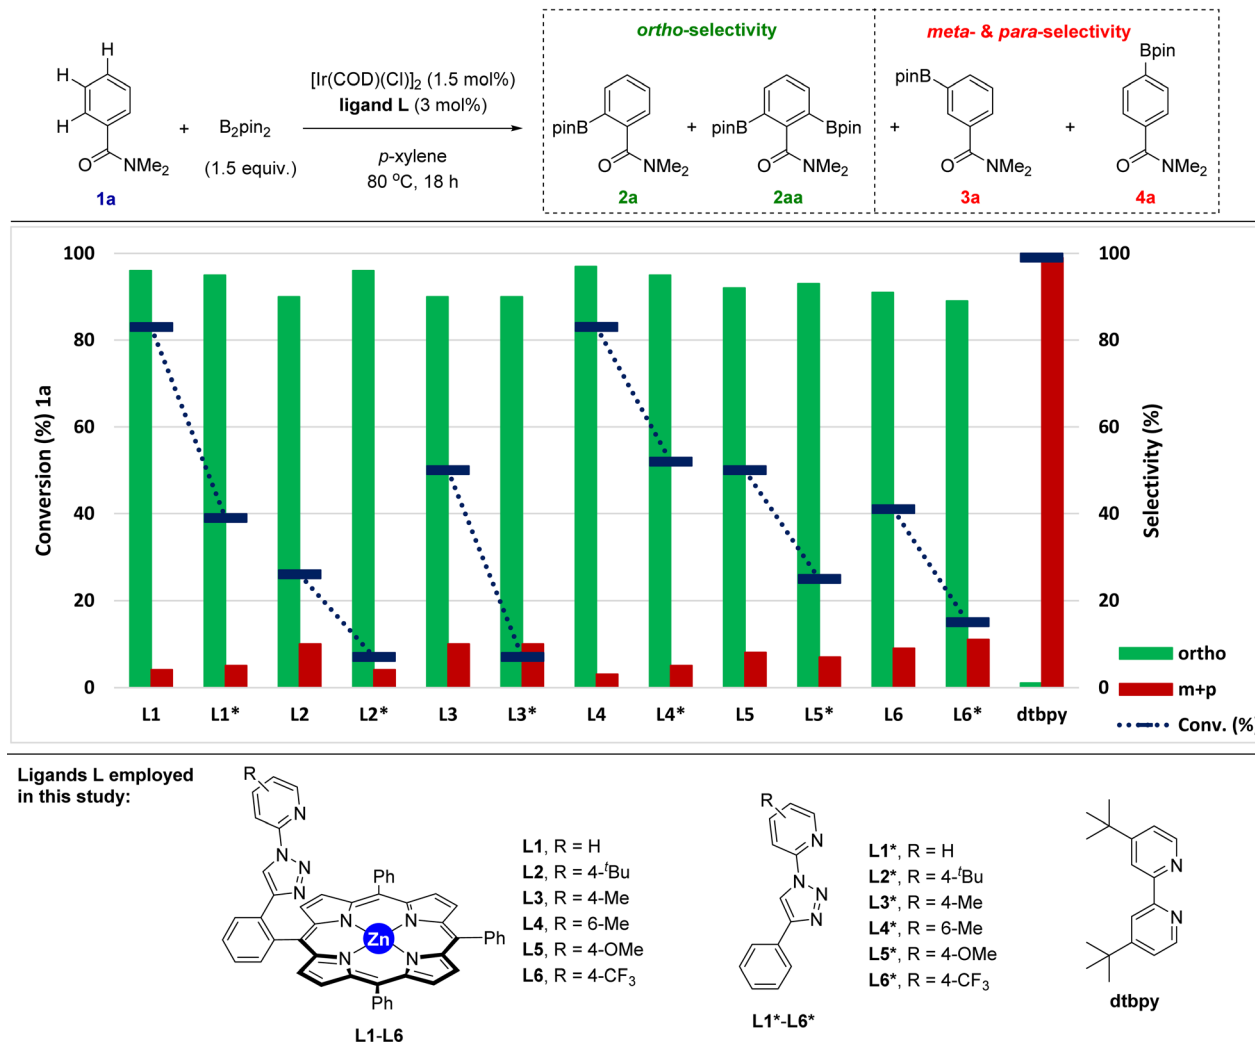 ortho-selectivity
meta- & para-selectivity
H
H
H
O
NMe2
1a
+
B2pin2
(1.5 equiv.)
[Ir(COD)(Cl)]2 (1.5 mol%)
ligand L (3 mol%)
p-xylene
80 °C, 18 h
pinB
O
NMe2
2a
+
pinB
Bpin
O
NMe2
2aa
+
pinB
O
NMe2
3a
+
Bpin
O
NMe2
4a
Conversion (%) 1a
100
80
60
40
20
0
Selectivity (%)
100
80
60
40
20
0
L1
L1*
L2
L2*
L3
L3*
L4
L4*
L5
L5*
L6
L6*
dtbpy
ortho
m+p
Conv. (%)
Ligands L employed
in this study:
R
N
N
N
N
Ph
N
N
Zn
Ph
N
N
Ph
L1-L6
L1, R = H
L2, R = 4-tBu
L3, R = 4-Me
L4, R = 6-Me
L5, R = 4-OMe
L6, R = 4-CF3
R
N
N
N
N
L1*-L6*
L1*, R = H
L2*, R = 4-tBu
L3*, R = 4-Me
L4*, R = 6-Me
L5*, R = 4-OMe
L6*, R = 4-CF3
N
N
dtbpy